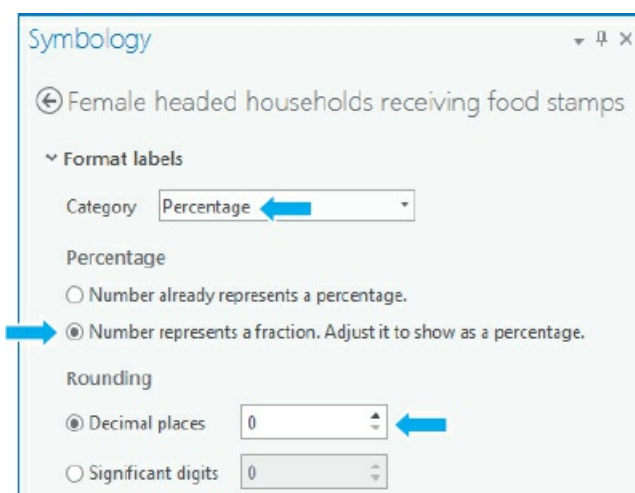 Symbology
Female headed households receiving food stamps
Format labels
Category Percentage
Percentage
Number already represents a percentage.
Number represents a fraction. Adjust it to show as a percentage.
Rounding
Decimal places 0
Significant digits 0